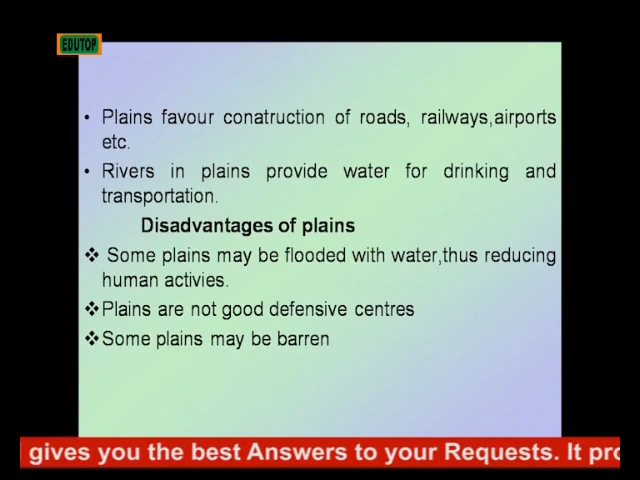 EDUTOP
• Plains favour conatruction of roads, railways,airports
etc.
• Rivers in plains provide water for drinking and
transportation.
Disadvantages of plains
❖ Some plains may be flooded with water,thus reducing
human activies.
❖Plains are not good defensive centres
❖Some plains may be barren
gives you the best Answers to your Requests. It pro